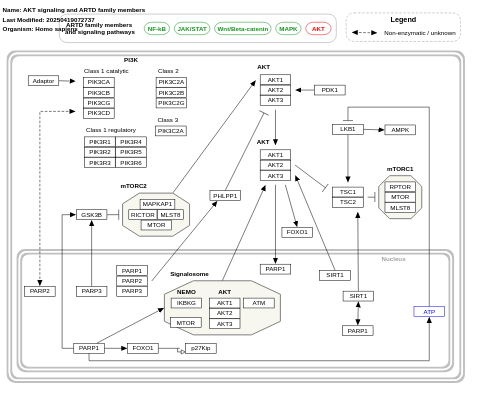 Name: AKT signaling and ARTD family members
Last Modified: 20250419072737
Organism: Homo sapiens
ARTD family members
and signaling pathways
NF-kB
JAK/STAT
Wnt/Beta-catenin
MAPK
AKT
Legend
Non-enzymatic / unknown
PI3K
Adaptor
Class 1 catalytic
PIK3CA
PIK3CB
PIK3CG
PIK3CD
Class 2
PIK3C2A
PIK3C2B
PIK3C2G
Class 3
PIK3C2A
Class 1 regulatory
PIK3R1 PIK3R4
PIK3R2 PIK3R5
PIK3R3 PIK3R6
AKT
AKT1
AKT2
AKT3
PDK1
AKT
AKT1
AKT2
AKT3
LKB1
AMPK
mTORC1
RPTOR
MTOR
MLST8
TSC1
TSC2
mTORC2
MAPKAP1
RICTOR MLST8
MTOR
PHLPP1
GSK3B
FOXO1
Nucleus
PARP1
SIRT1
PARP2
PARP3
PARP1
PARP2
PARP3
Signalosome
NEMO
IKBKG
MTOR
AKT
AKT1
AKT2
AKT3
ATM
SIRT1
PARP1
ATP
PARP1
FOXO1
p27Kip